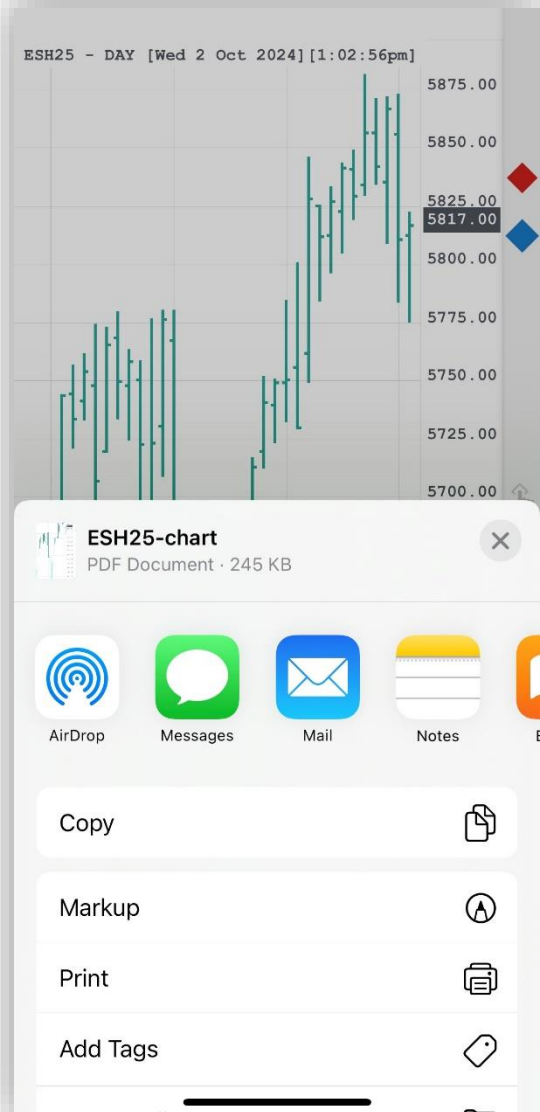 ESH25 - DAY [Wed 2 Oct 2024][1:02:56pm]
5875.00
5850.00
5825.00
5817.00
5800.00
5775.00
5750.00
5725.00
5700.00
ESH25-chart
PDF Document · 245 KB
AirDrop
Messages
Mail
Notes
Copy
Markup
Print
Add Tags